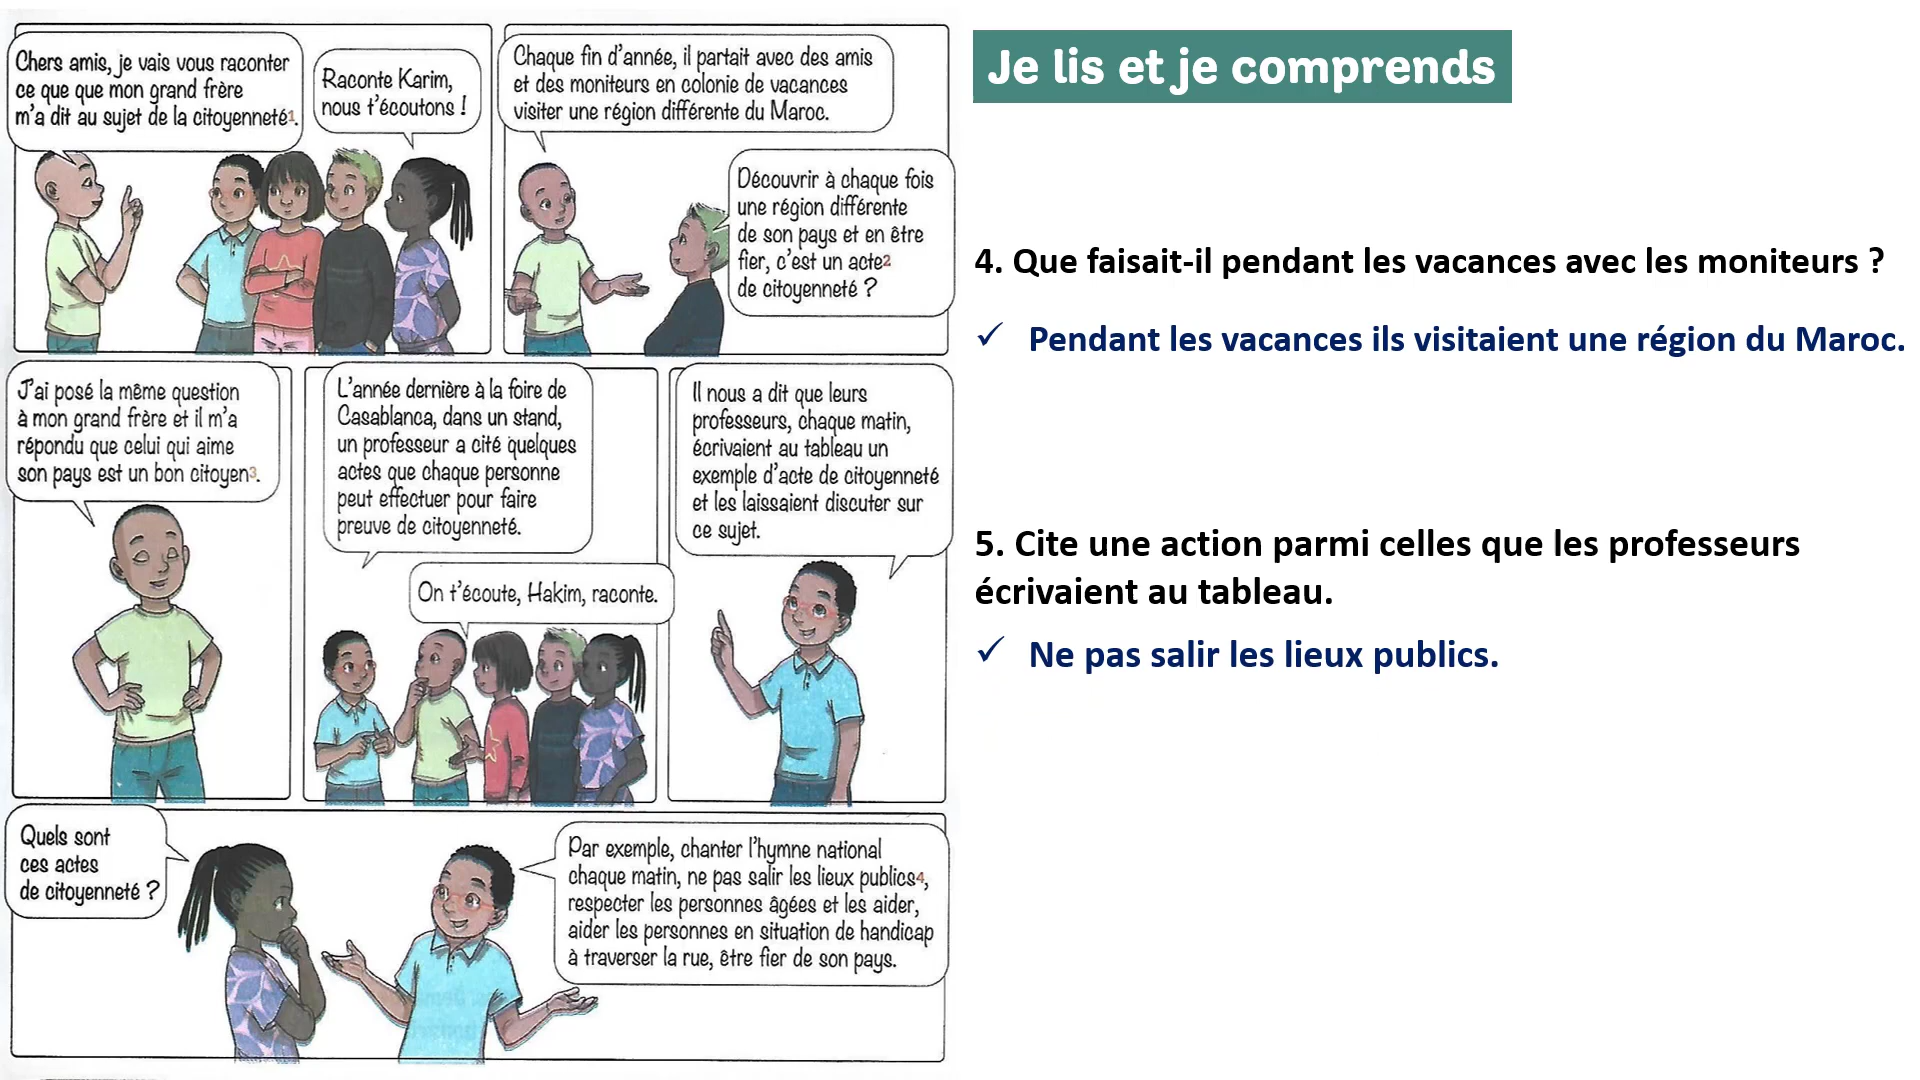 Chers amis, je vais vous raconter
ce que que mon grand frère
m'a dit au sujet de la citoyenneté1.
Raconte Karim,
nous t'écoutons !
Chaque fin d'année, il partait avec des amis
et des moniteurs en colonie de vacances
visiter une région différente du Maroc.
Découvrir à chaque fois
une région différente
de son pays et en être
fier, c'est un acte2
de citoyenneté ?
J'ai posé la même question
à mon grand frère et il m'a
répondu que celui qui aime
son pays est un bon citoyen3.
L'année dernière à la foire de
Casablanca, dans un stand,
un professeur a cité quelques
actes que chaque personne
peut effectuer pour faire
preuve de citoyenneté.
On t'écoute, Hakim, raconte.
Il nous a dit que leurs
professeurs, chaque matin,
écrivaient au tableau un
exemple d'acte de citoyenneté
et les laissaient discuter sur
ce sujet.
Quels sont
ces actes
de citoyenneté ?
Par exemple, chanter l'hymne national
chaque matin, ne pas salir les lieux publics4,
respecter les personnes âgées et les aider,
aider les personnes en situation de handicap
à traverser la rue, être fier de son pays.
Je lis et je comprends
4. Que faisait-il pendant les vacances avec les moniteurs ?
✓ Pendant les vacances ils visitaient une région du Maroc.
5. Cite une action parmi celles que les professeurs
écrivaient au tableau.
✓ Ne pas salir les lieux publics.